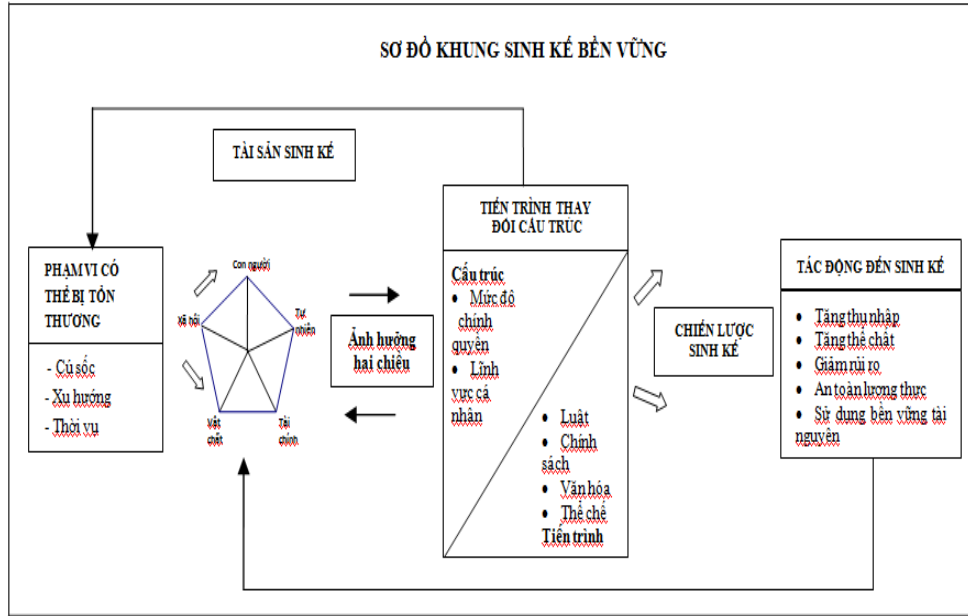 SƠ ĐỒ KHUNG SINH KẾ BỀN VỮNG
TÀI SẢN SINH KẾ
PHẠM VI CÓ
THỂ BỊ TỔN
THƯƠNG
- Cú sốc
- Xu hướng
- Thời vụ
Con người
Xã hội
Tự
nhiên
Vật
chất
Tài
chính
Ảnh hưởng
hai chiều
TIẾN TRÌNH THAY
ĐỔI CẤU TRÚC
Cấu trúc
• Mức độ
chính
quyền
• Lĩnh
vực cá
nhân
• Luật
• Chính
sách
• Văn hóa
• Thể chế
Tiến trình
CHIẾN LƯỢC
SINH KẾ
TÁC ĐỘNG ĐẾN SINH KẾ
• Tăng thu nhập
• Tăng thể chất
• Giảm rủi ro
• An toàn lương thực
• Sử dụng bền vững tài
nguyên